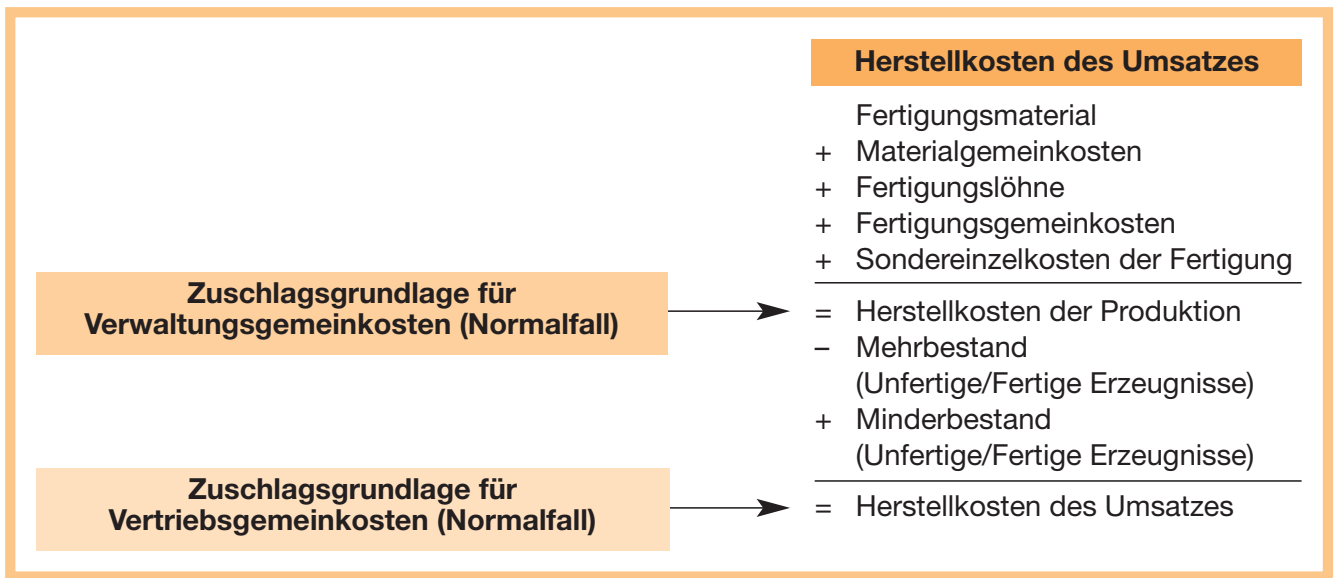 Herstellkosten des Umsatzes
Fertigungsmaterial
+ Materialgemeinkosten
+ Fertigungslöhne
+ Fertigungsgemeinkosten
+ Sondereinzelkosten der Fertigung
Zuschlagsgrundlage für
Verwaltungsgemeinkosten (Normalfall)
= Herstellkosten der Produktion
– Mehrbestand
(Unfertige/Fertige Erzeugnisse)
+ Minderbestand
(Unfertige/Fertige Erzeugnisse)
Zuschlagsgrundlage für
Vertriebsgemeinkosten (Normalfall)
= Herstellkosten des Umsatzes